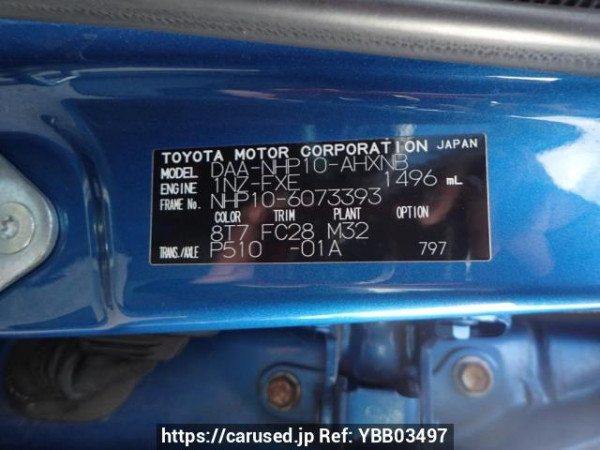 TOYOTA MOTOR CORPORATION JAPAN
MODEL DAA-NHP10-AHXNB
ENGINE 1NZ-FXE 1496 mL
FRAME No. NHP10-6073393
COLOR TRIM PLANT OPTION
8T7 FC28 M32
TRANS./AXLE P510 -01A 797
https://carused.jp Ref: YBB03497